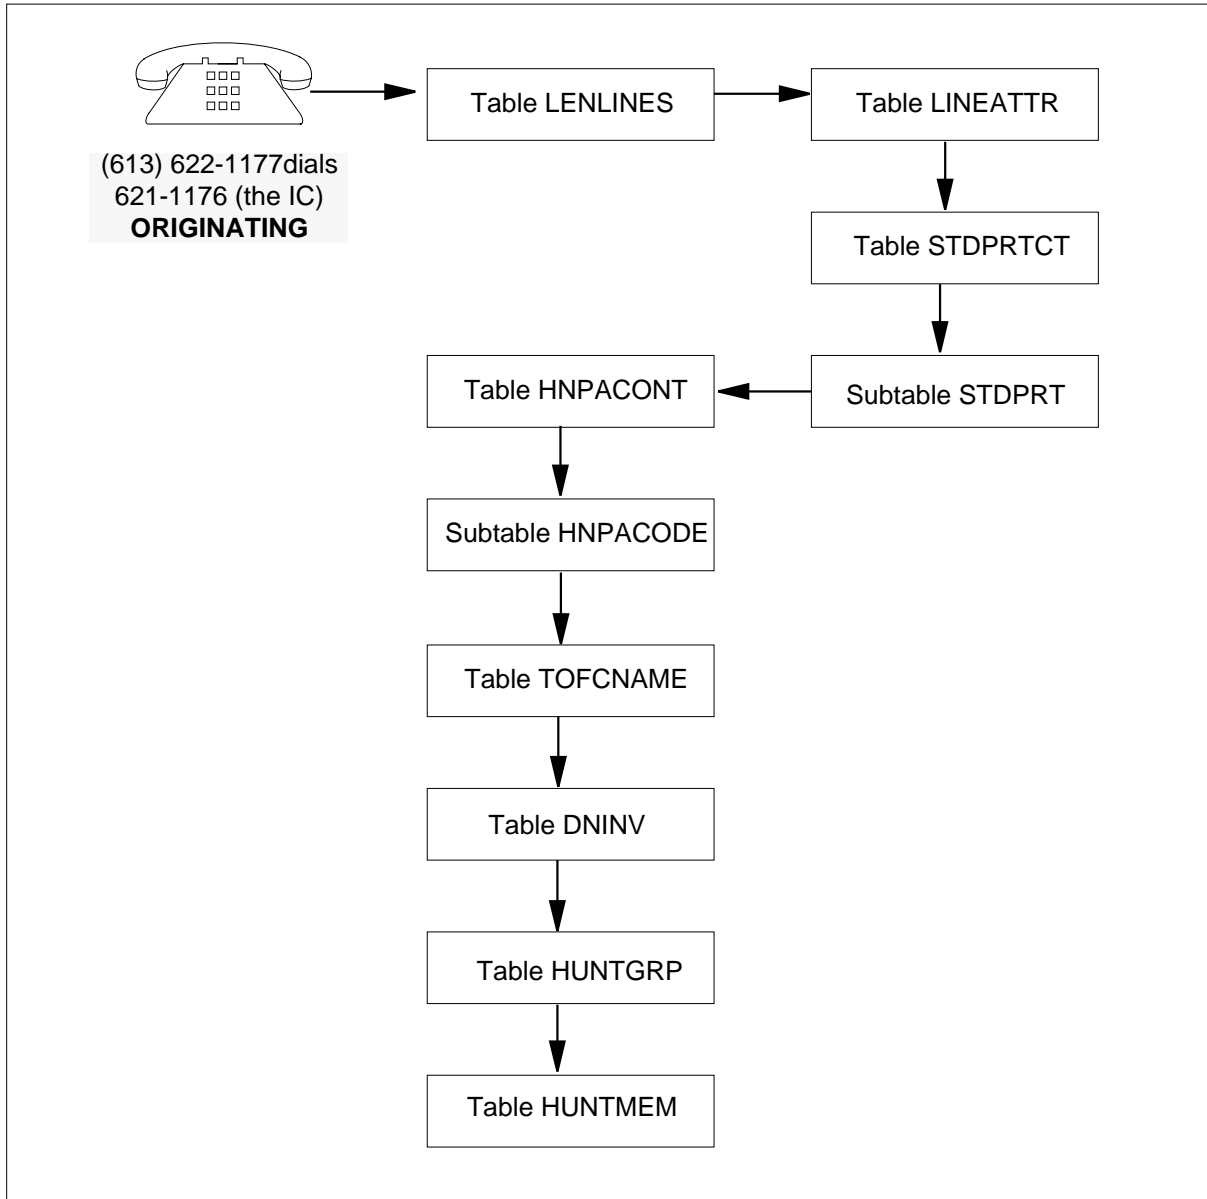 (613) 622-1177dials
621-1176 (the IC)
ORIGINATING
Table LENLINES
Table LINEATTR
Table STDPRTCT
Subtable STDPRT
Table HNPACONT
Subtable HNPACODE
Table TOFCNAME
Table DNINV
Table HUNTGRP
Table HUNTMEM